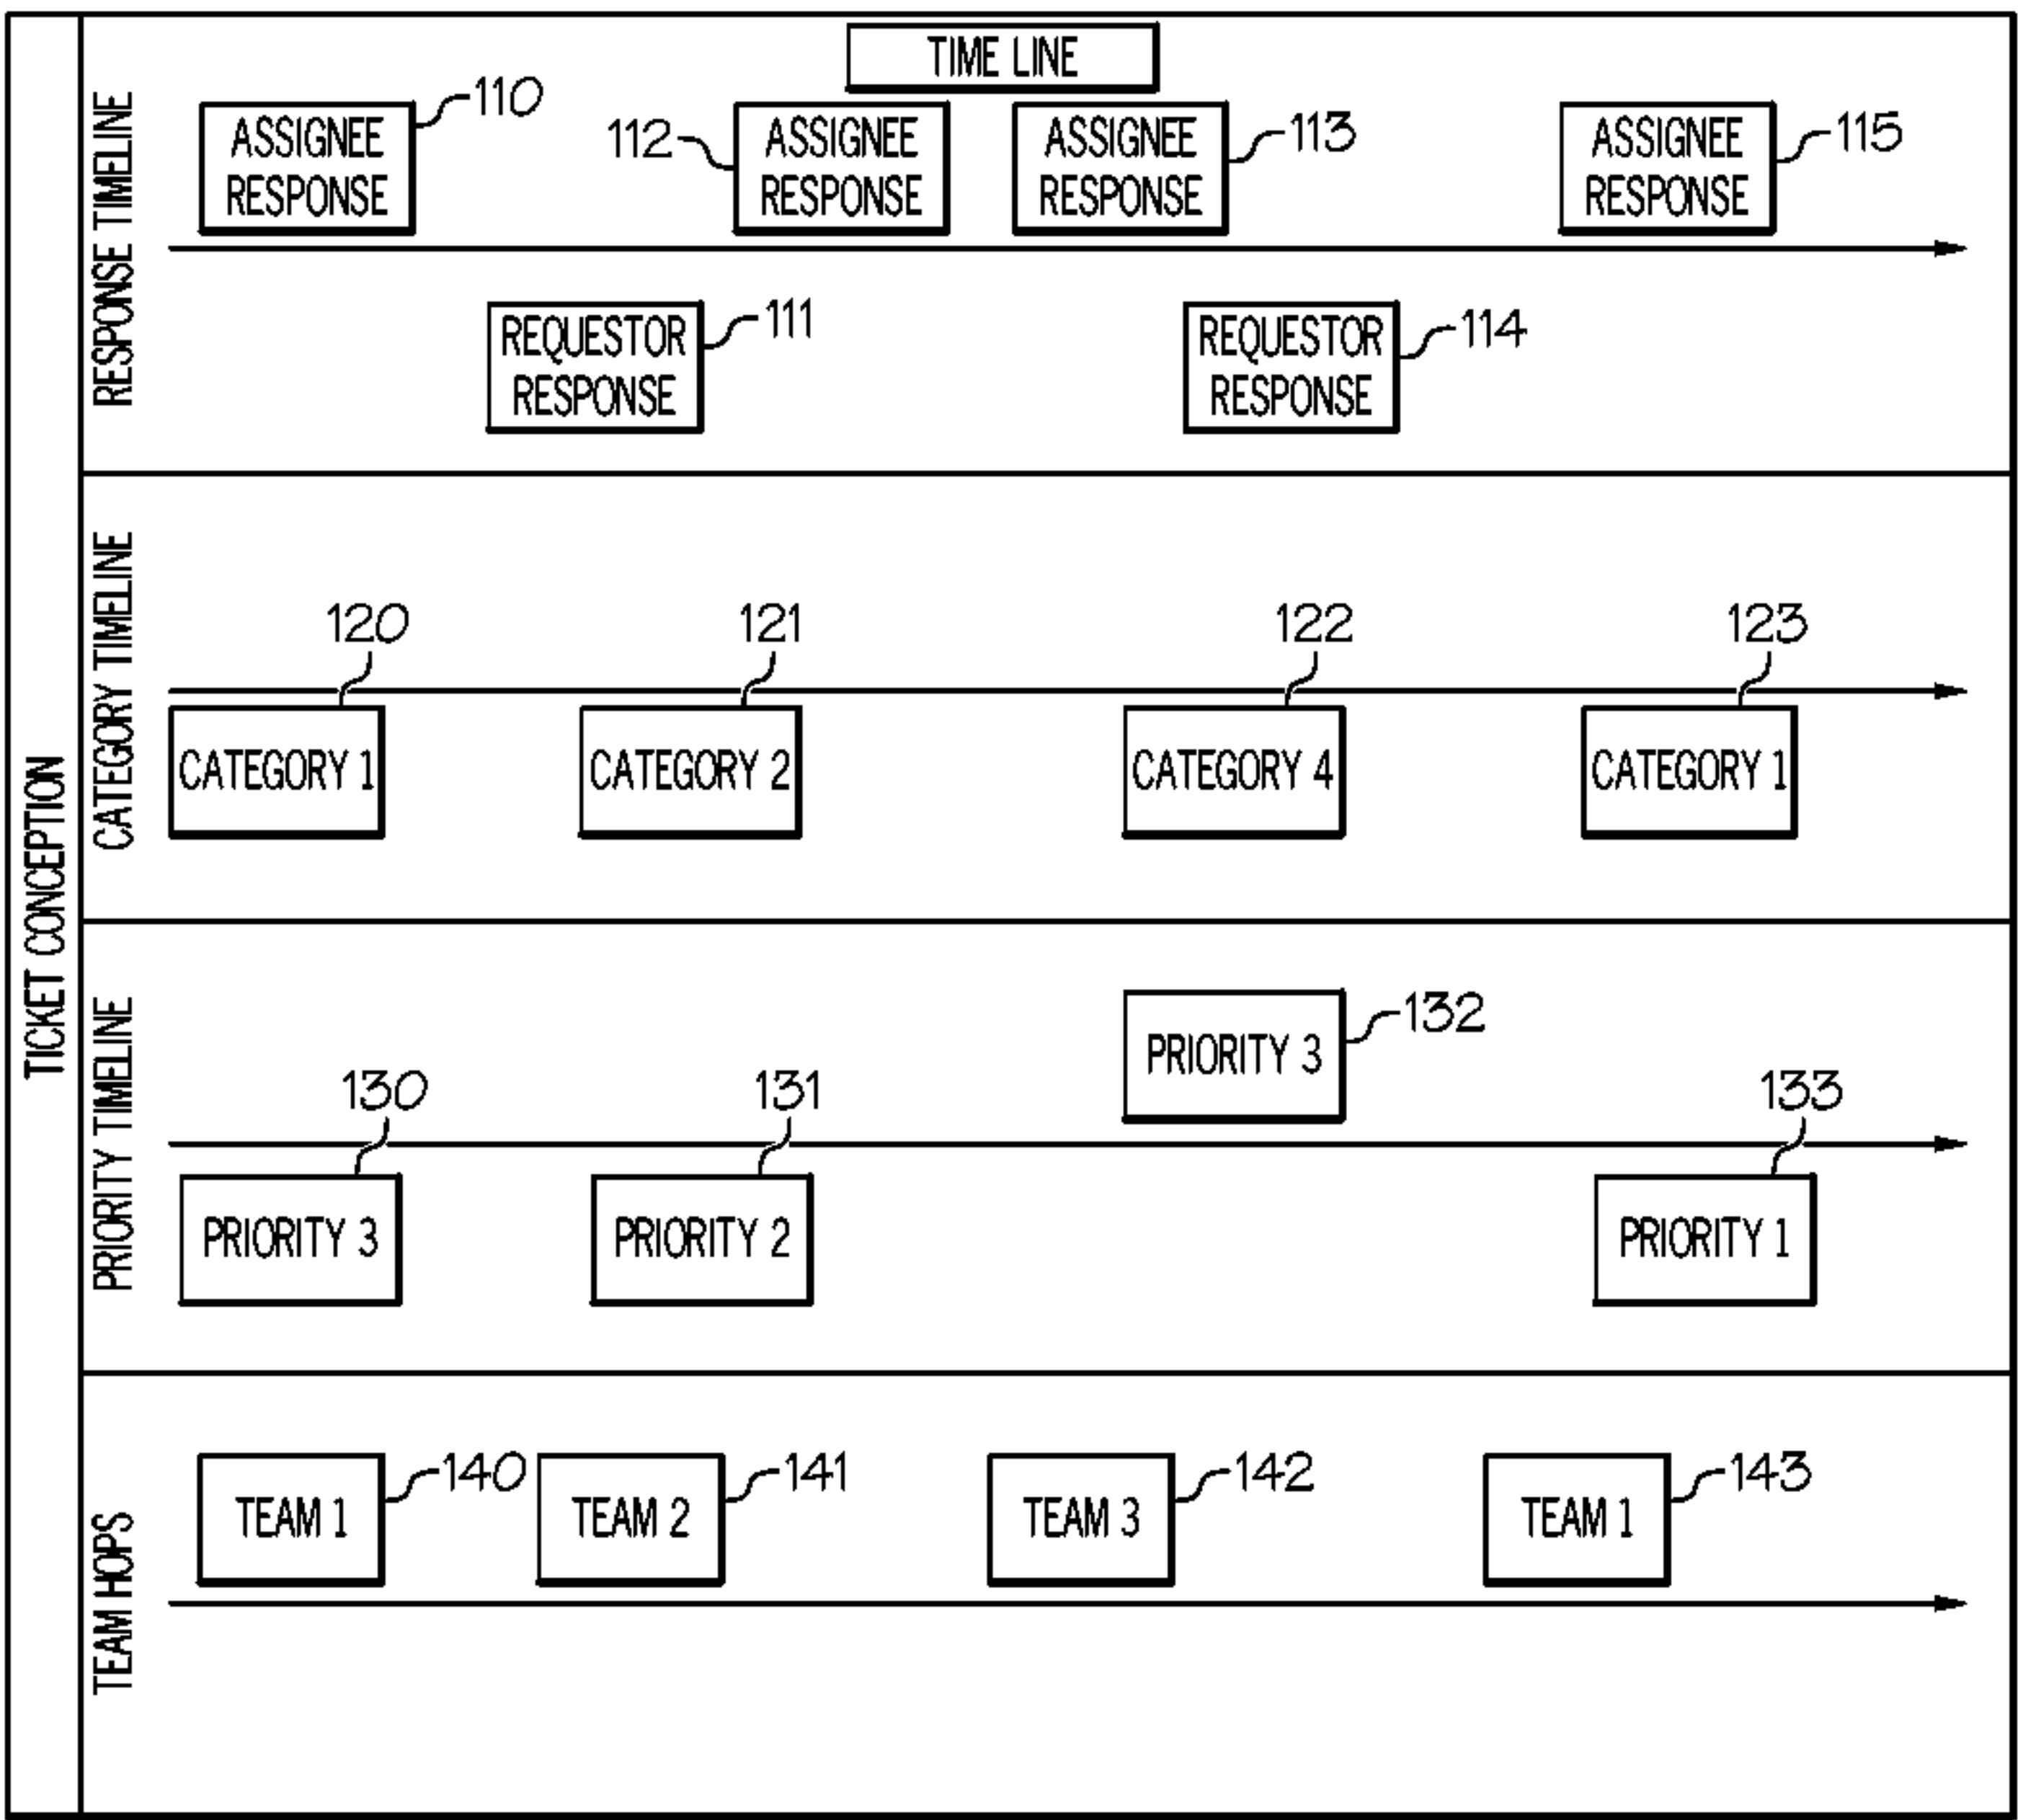 TICKET CONCEPTION
TIME LINE
RESPONSE TIMELINE
ASSIGNEE
RESPONSE
110
112
ASSIGNEE
RESPONSE
ASSIGNEE
RESPONSE
113
ASSIGNEE
RESPONSE
115
REQUESTOR
RESPONSE
111
REQUESTOR
RESPONSE
114
CATEGORY TIMELINE
120
121
122
123
CATEGORY 1
CATEGORY 2
CATEGORY 4
CATEGORY 1
PRIORITY TIMELINE
PRIORITY 3
132
130
131
133
PRIORITY 3
PRIORITY 2
PRIORITY 1
TEAM HOPS
TEAM 1
140
TEAM 2
141
TEAM 3
142
TEAM 1
143